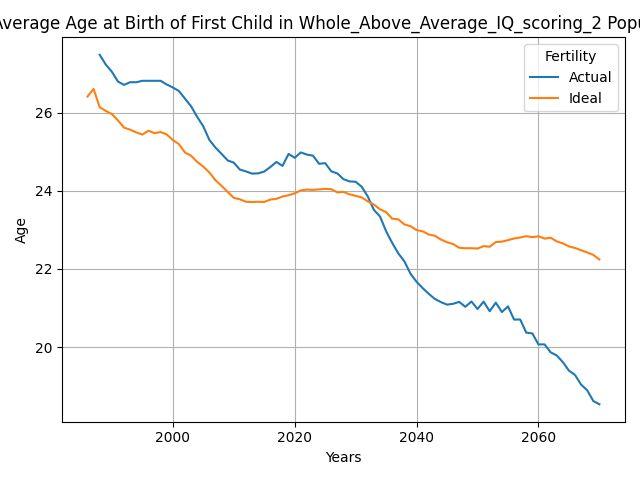 Average Age at Birth of First Child in Whole_Above_Average_IQ_scoring_2
Fertility
Actual
Ideal
26
24
22
20
Age
2000
2020
2040
2060
Years